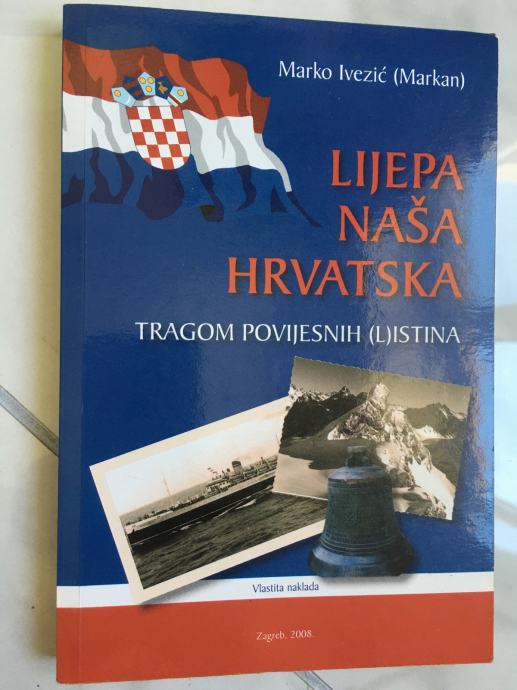 Marko Ivezić (Markan)
LIJEPA
NAŠA
HRVATSKA
TRAGOM POVIJESNIH (L)ISTINA
Vlastita naklada
Zagreb, 2008.